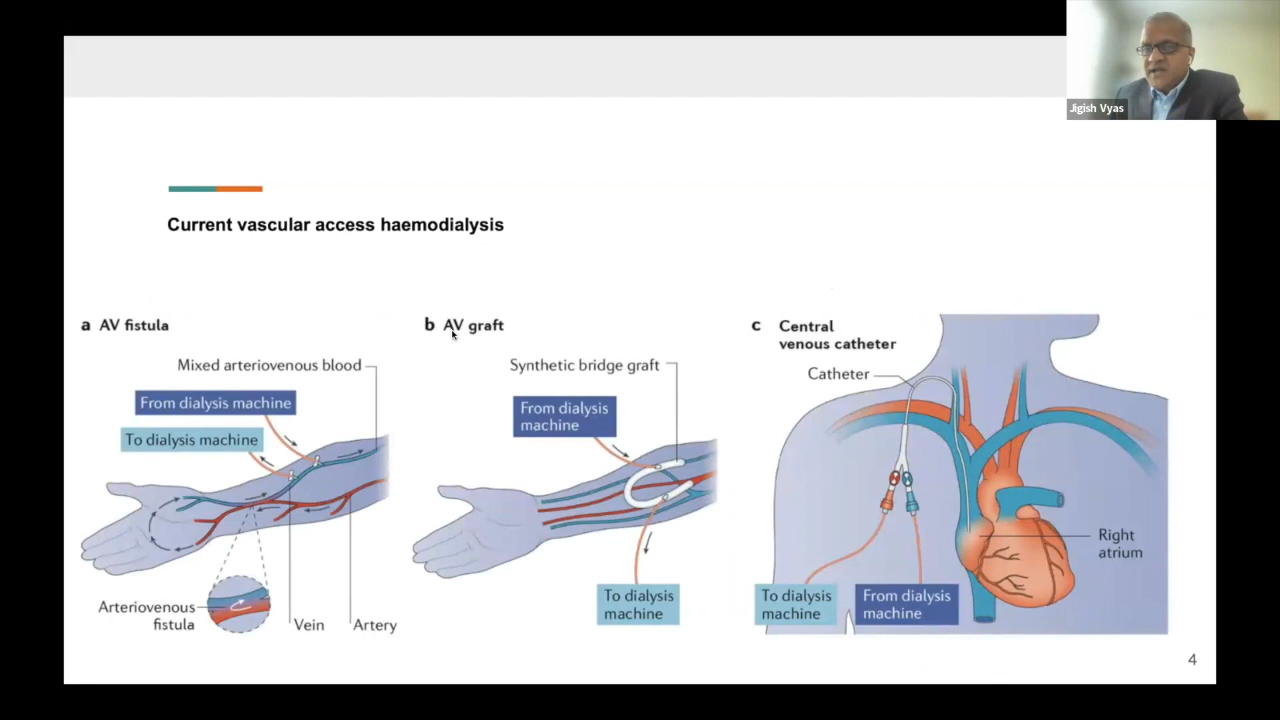 Jigish Vyas
Current vascular access haemodialysis
a AV fistula
Mixed arteriovenous blood
From dialysis machine
To dialysis machine
Arteriovenous
fistula
Vein
Artery
b AV graft
Synthetic bridge graft
From dialysis
machine
To dialysis
machine
c Central
venous catheter
Catheter
Right
atrium
To dialysis
machine
From dialysis
machine
4